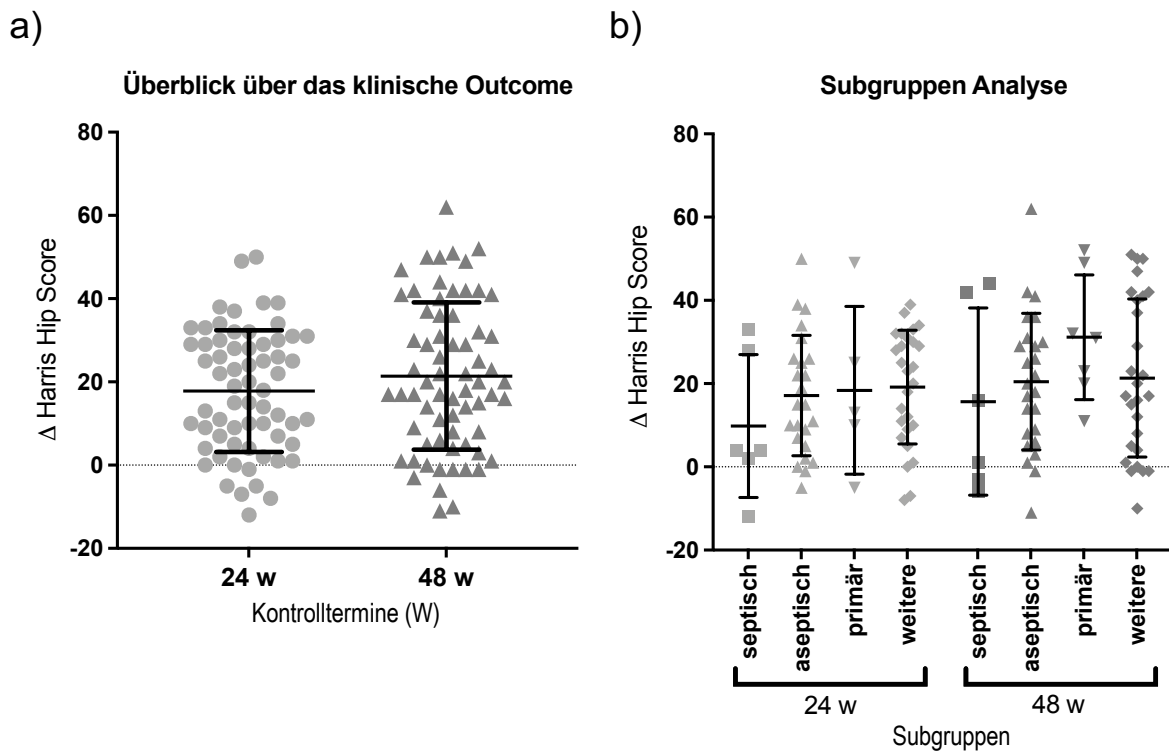 a)
Überblick über das klinische Outcome
Δ Harris Hip Score
80
60
40
20
0
-20
24 w
48 w
Kontrolltermine (W)
b)
Subgruppen Analyse
Δ Harris Hip Score
80
60
40
20
0
-20
septisch
aseptisch
primär
weitere
septisch
aseptisch
primär
weitere
24 w
48 w
Subgruppen